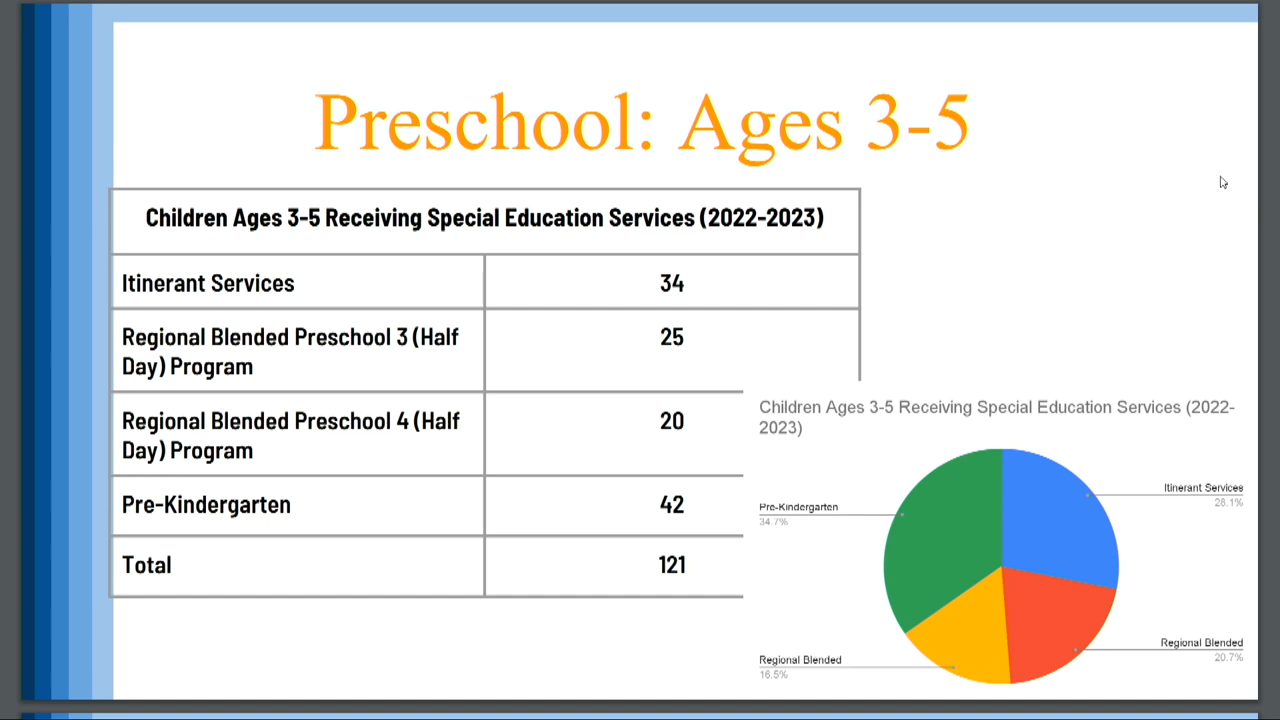 Preschool: Ages 3-5
Children Ages 3-5 Receiving Special Education Services (2022-2023)
Itinerant Services 34
Regional Blended Preschool 3 (Half 25
Day) Program
Regional Blended Preschool 4 (Half 20
Day) Program
Pre-Kindergarten 42
Total 121
Children Ages 3-5 Receiving Special Education Services (2022-
2023)
Itinerant Services
28.1%
Pre-Kindergarten
34.7%
Regional Blended
20.7%
Regional Blended
16.5%